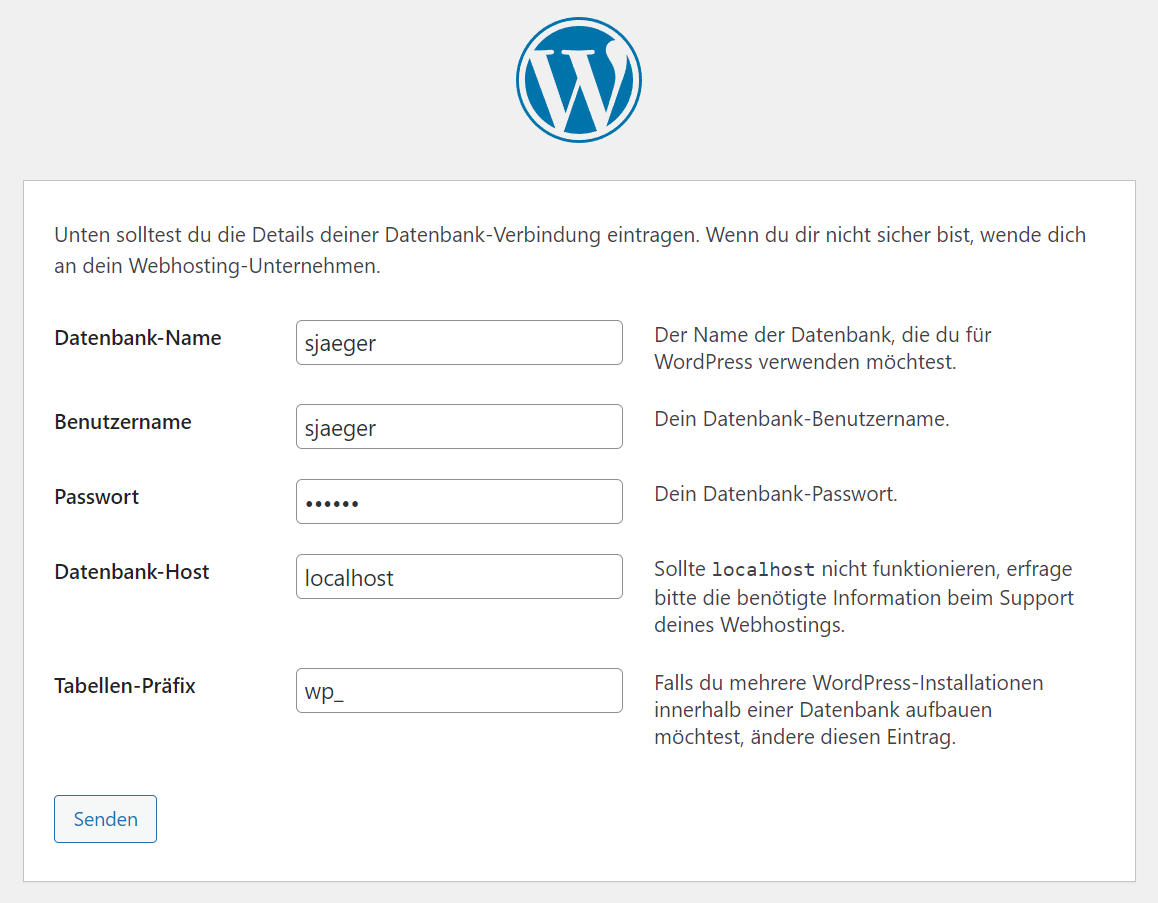 Unten solltest du die Details deiner Datenbank-Verbindung eintragen. Wenn du dir nicht sicher bist, wende dich
an dein Webhosting-Unternehmen.
Datenbank-Name
sjaeger
Der Name der Datenbank, die du für
WordPress verwenden möchtest.
Benutzername
sjaeger
Dein Datenbank-Benutzername.
Passwort
••••••
Dein Datenbank-Passwort.
Datenbank-Host
localhost
Sollte localhost nicht funktionieren, erfrage
bitte die benötigte Information beim Support
deines Webhostings.
Tabellen-Präfix
wp_
Falls du mehrere WordPress-Installationen
innerhalb einer Datenbank aufbauen
möchtest, ändere diesen Eintrag.
Senden